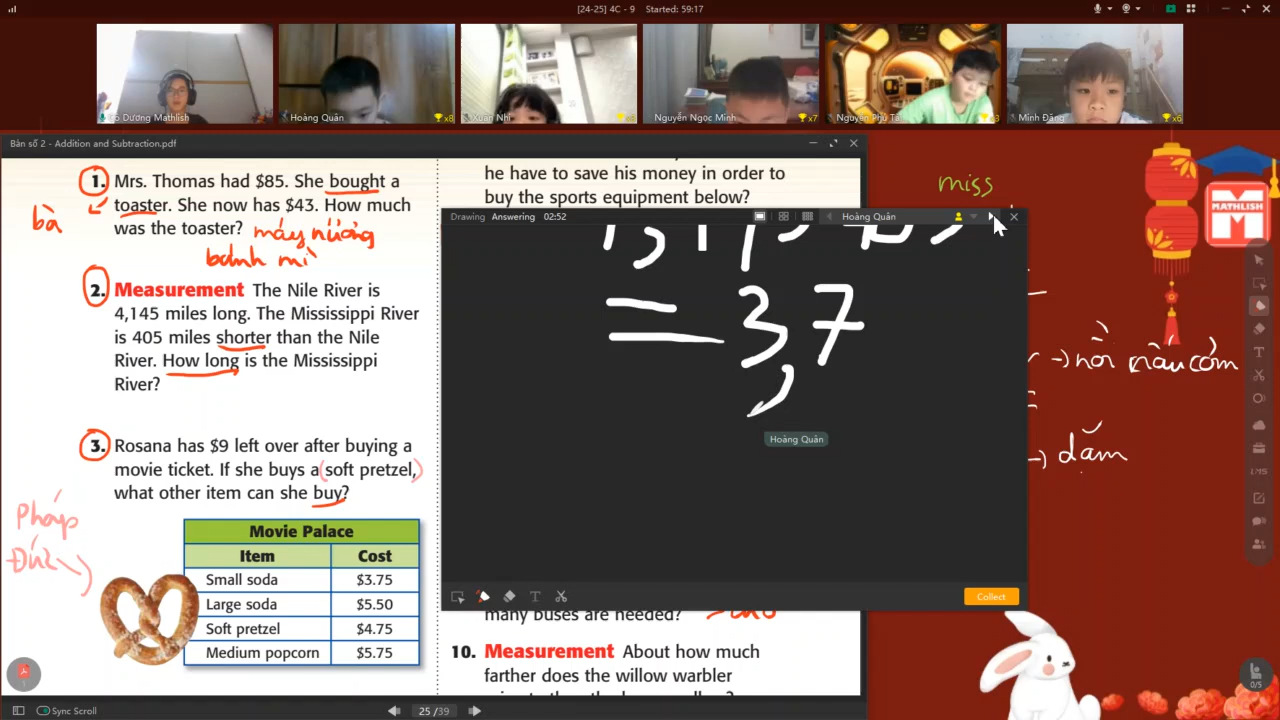 [24-25] 4C - 9 Started: 59:17
Hoàng Quân x8
Xuân Nhi
Nguyễn Ngọc Minh x7
Minh Đăng x6
Bàn số 2 - Addition and Subtraction.pdf
1. Mrs. Thomas had $85. She bought a
toaster. She now has $43. How much
was the toaster? máy nướng
bánh mì
bà
2. Measurement The Nile River is
4,145 miles long. The Mississippi River
is 405 miles shorter than the Nile
River. How long is the Mississippi
River?
3. Rosana has $9 left over after buying a
movie ticket. If she buys a (soft pretzel,)
what other item can she buy?
Pháp
Đức
Movie Palace
Item Cost
Small soda $3.75
Large soda $5.50
Soft pretzel $4.75
Medium popcorn $5.75
he have to save his money in order to
buy the sports equipment below?
Drawing Answering 02:52 Hoàng Quân
= 3,7
Hoàng Quân
Collect
many buses are needed?
10. Measurement About how much
farther does the willow warbler
miss
MATHLISH
nồi nấu cơm
dặm
Sync Scroll
25 /39
0/5